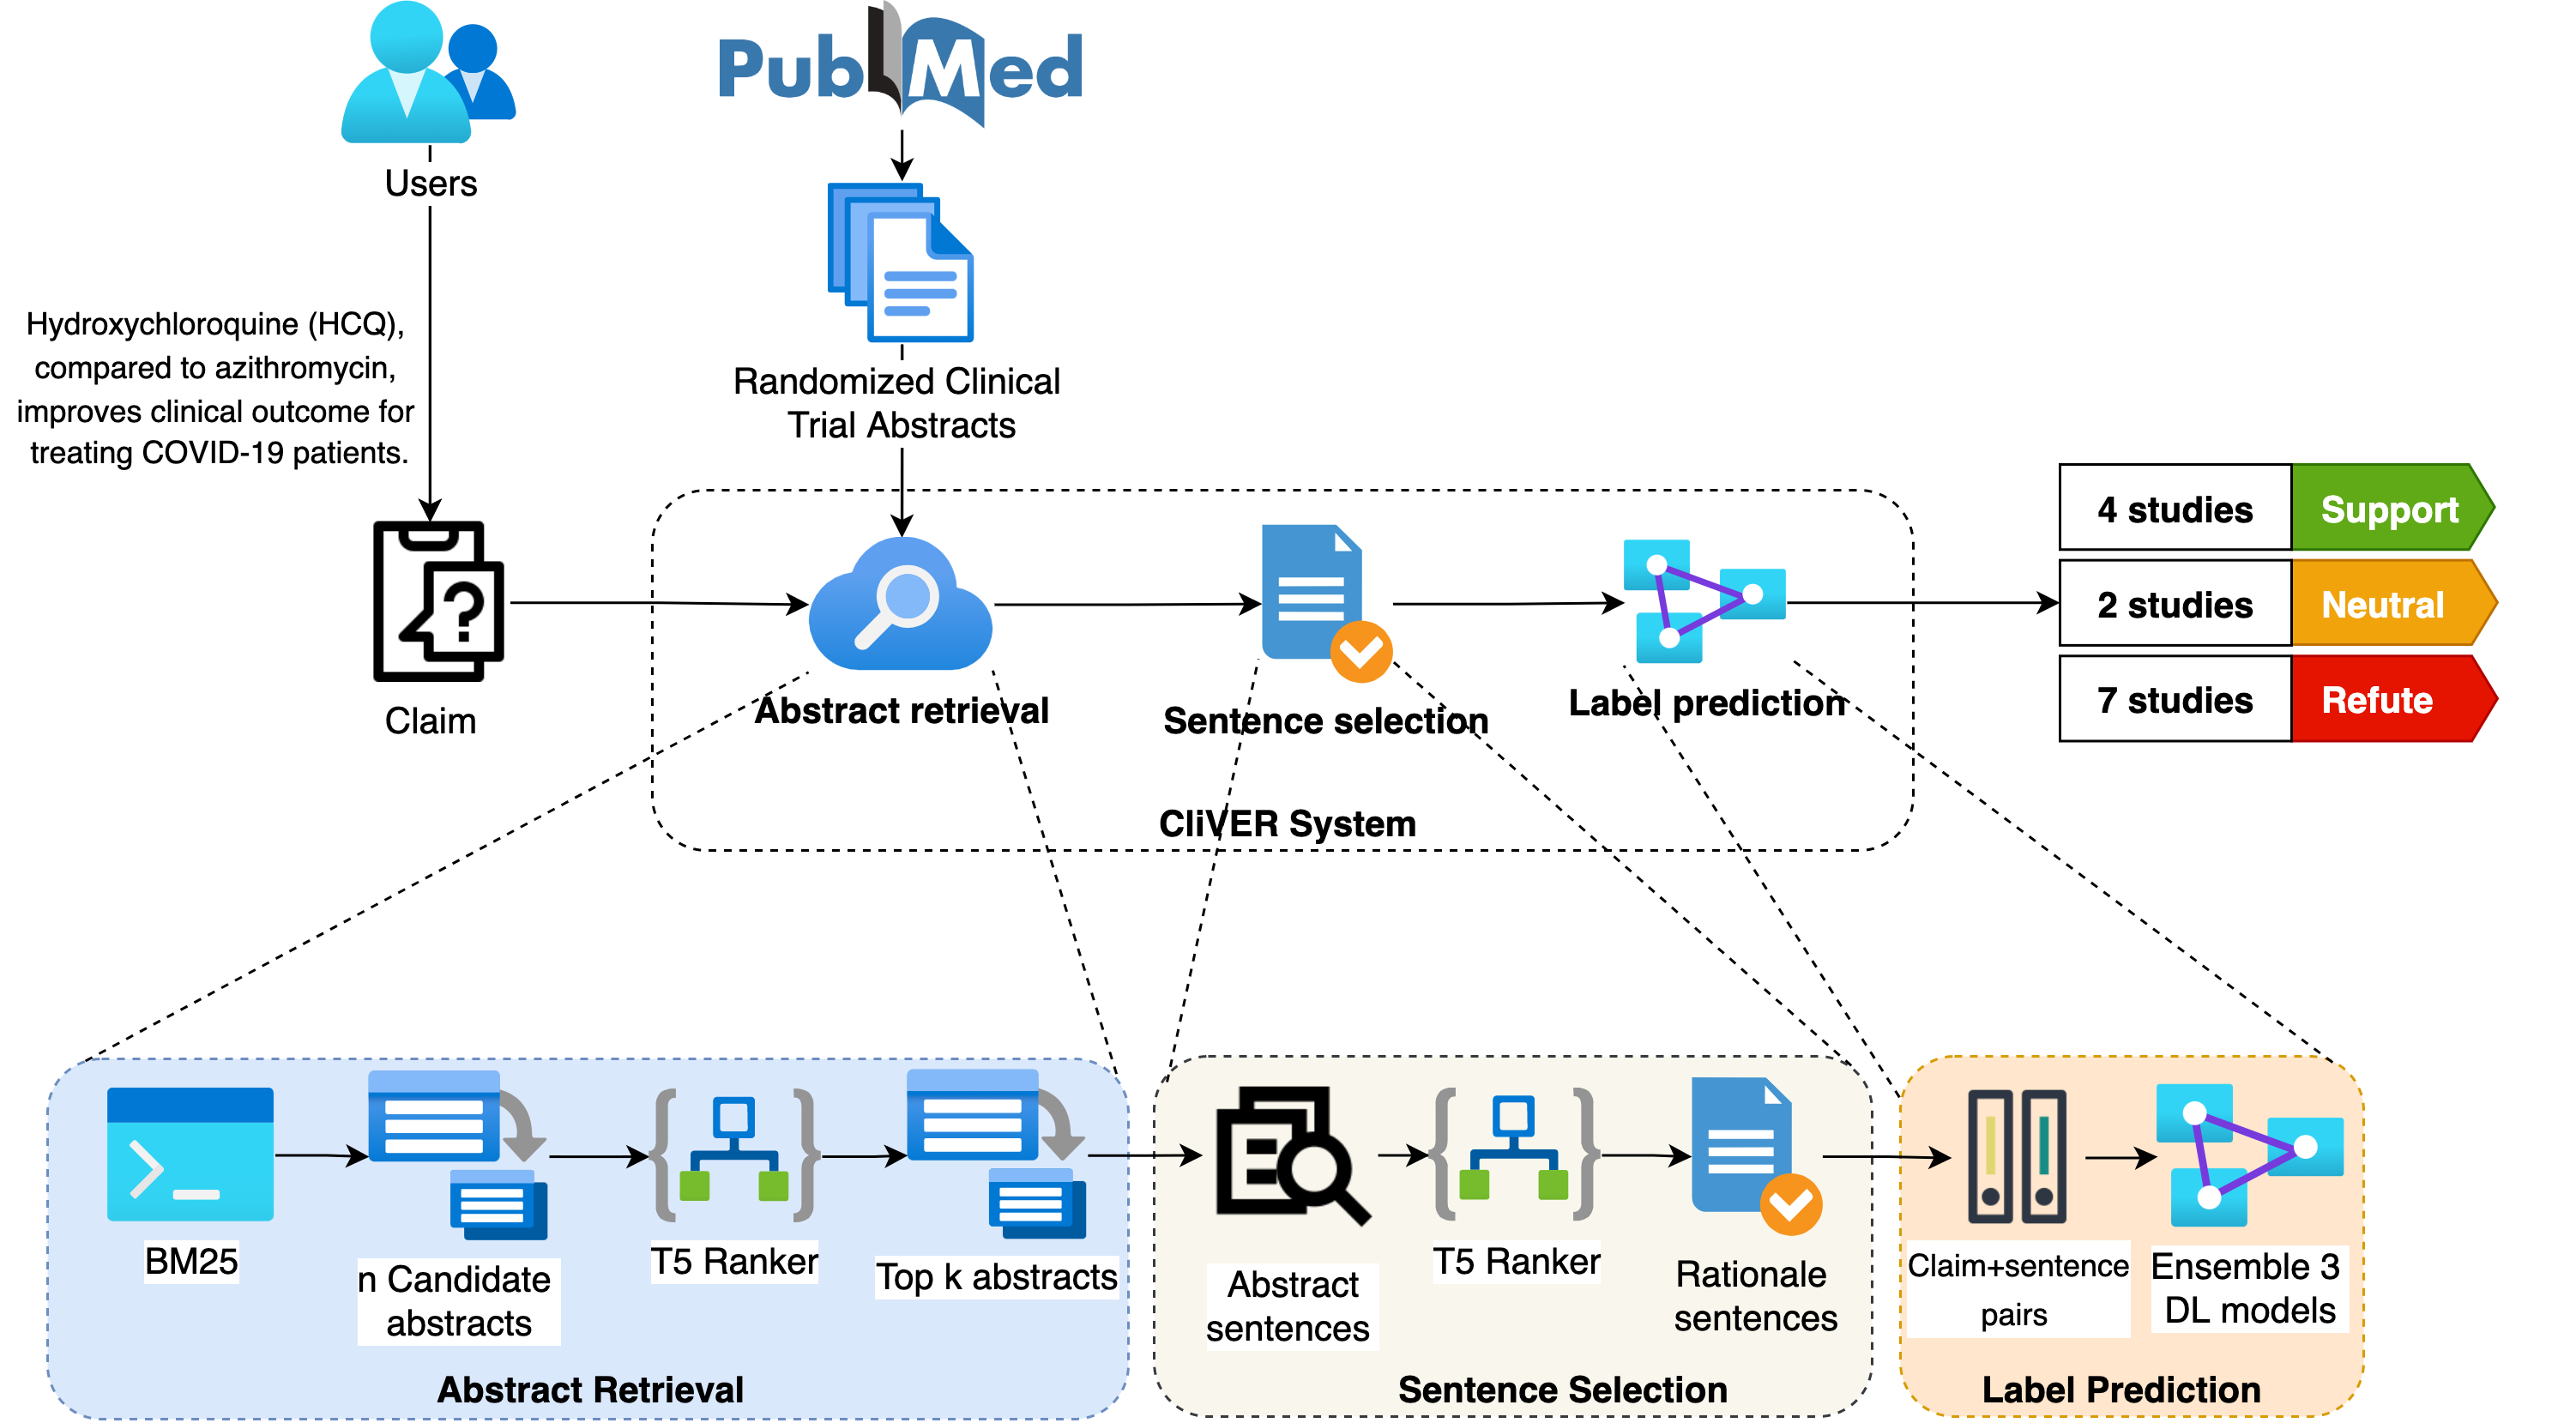 PubMed
Users
Hydroxychloroquine (HCQ),
compared to azithromycin,
improves clinical outcome for
treating COVID-19 patients.
Randomized Clinical
Trial Abstracts
?
Claim
Abstract retrieval
Sentence selection
Label prediction
CliVER System
4 studies
Support
2 studies
Neutral
7 studies
Refute
BM25
n Candidate
abstracts
T5 Ranker
Top k abstracts
Abstract Retrieval
Abstract
sentences
T5 Ranker
Rationale
sentences
Sentence Selection
Claim+sentence
pairs
Ensemble 3
DL models
Label Prediction